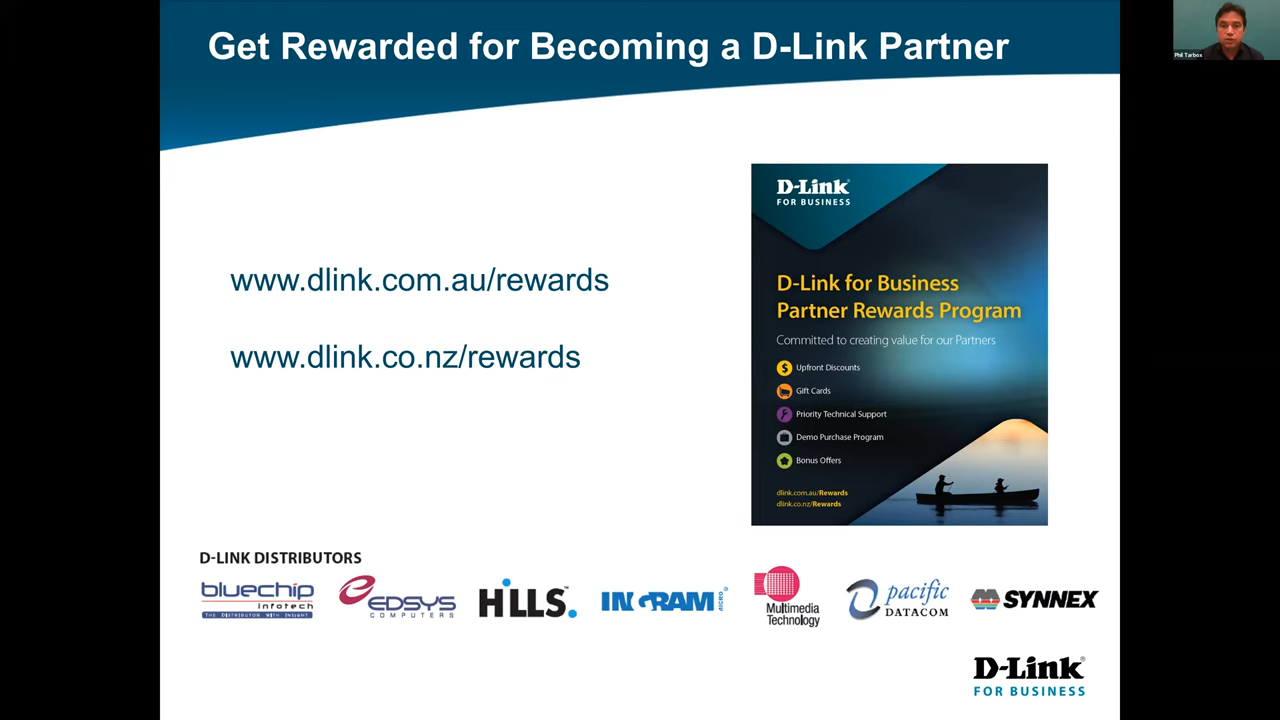 Get Rewarded for Becoming a D-Link Partner
Phil Tarbox
www.dlink.com.au/rewards
www.dlink.co.nz/rewards
D-Link
FOR BUSINESS
D-Link for Business
Partner Rewards Program
Committed to creating value for our Partners
Upfront Discounts
Gift Cards
Priority Technical Support
Demo Purchase Program
Bonus Offers
dlink.com.au/Rewards
dlink.co.nz/Rewards
D-LINK DISTRIBUTORS
bluechip
infotech
THE DISTRIBUTOR WITH INSIGHT
EDSYS
COMPUTERS
HiLLS.™
INGRAM MICRO®
Multimedia
Technology
pacific
DATACOM
SYNNEX
D-Link®
FOR BUSINESS